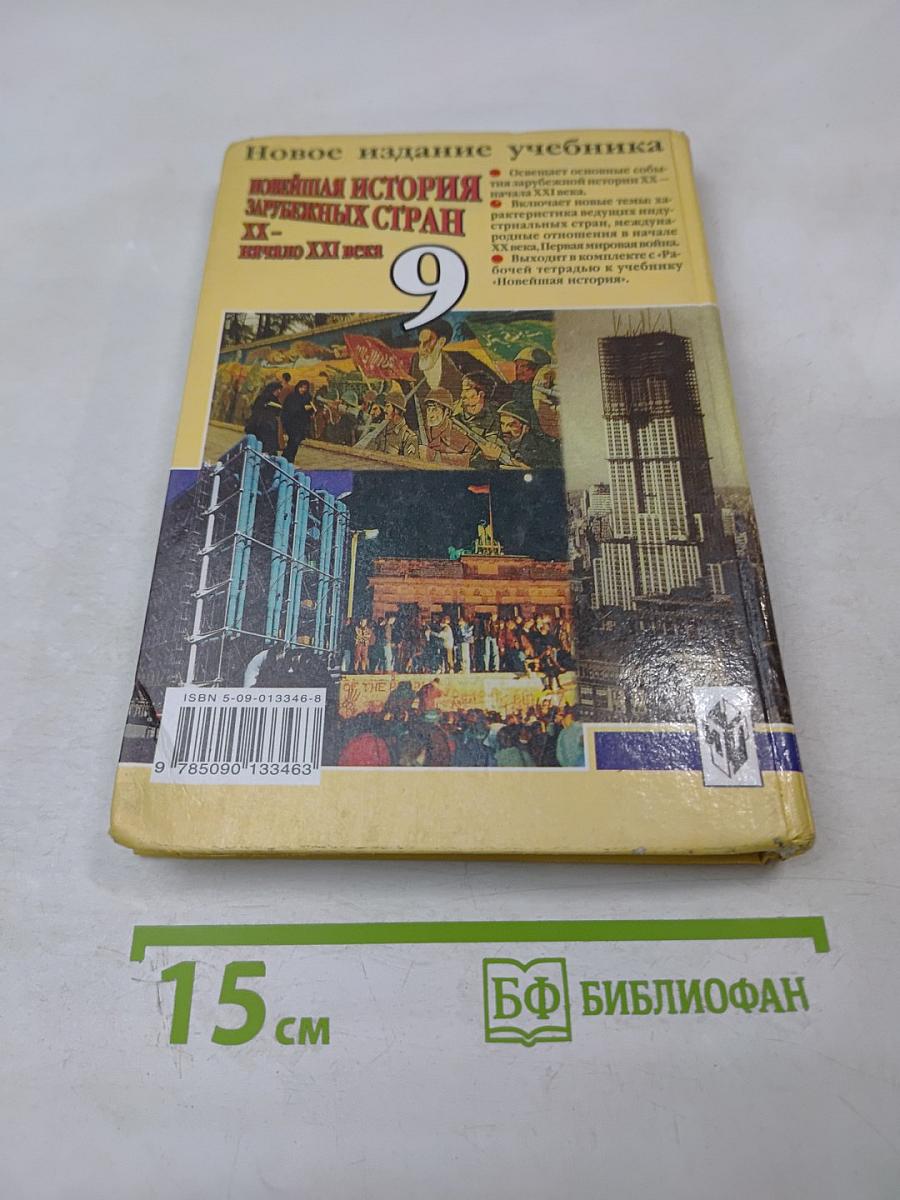 Новое издание учебника
НОВЕЙШАЯ ИСТОРИЯ
ЗАРУБЕЖНЫХ СТРАН
XX –
начало XXI века
9
● Освещает основные собы-
тия зарубежной истории XX –
начала XXI века.
● Включает новые темы: ха-
рактеристика ведущих инду-
стриальных стран, междуна-
родные отношения в начале
XX века, Первая мировая война.
● Выходит в комплекте с «Ра-
бочей тетрадью к учебнику
«Новейшая история».
OF THE
ISBN 5-09-013346-8
9 785090 133463
15 см
БФ БИБЛИОФАН